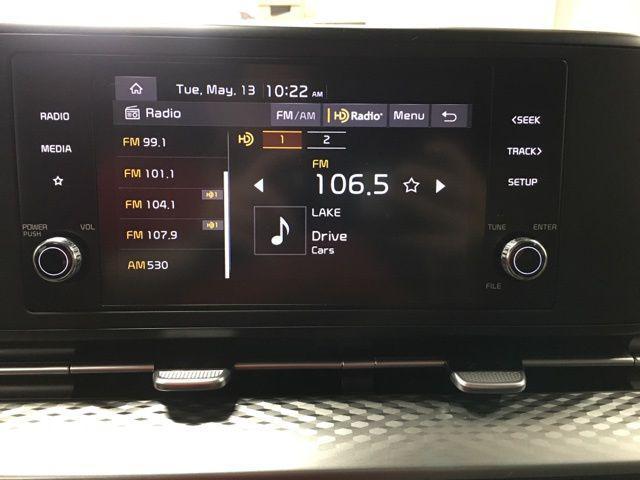 Tue, May. 13 10:22 AM
Radio FM/AM HD Radio Menu
FM 99.1
FM 101.1
FM 104.1 HD1
FM 107.9 HD1
AM 530
HD 1 2
FM
106.5
LAKE
Drive
Cars
RADIO
MEDIA
POWER PUSH VOL
<SEEK
TRACK>
SETUP
TUNE ENTER
FILE